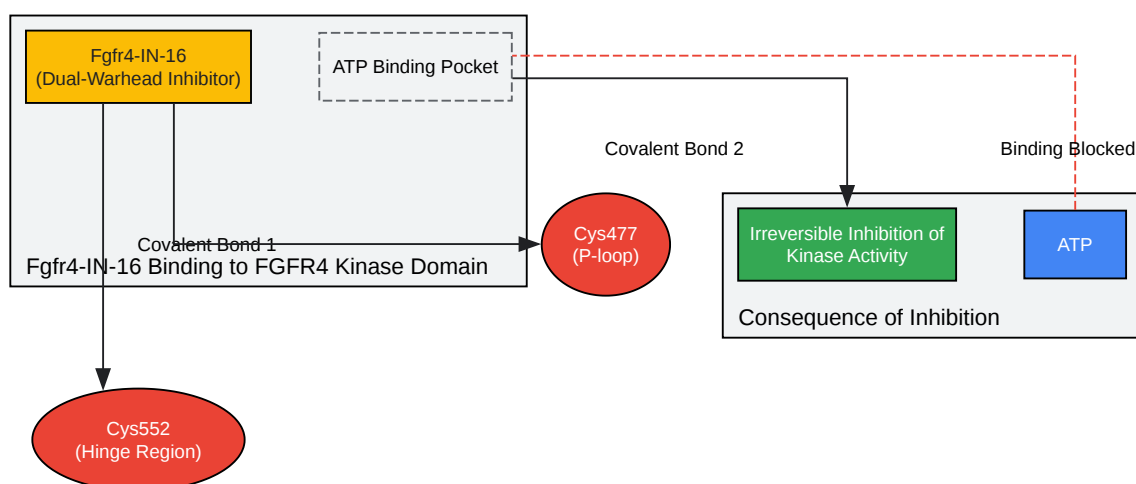 Fgfr4-IN-16
(Dual-Warhead Inhibitor)
ATP Binding Pocket
Covalent Bond 2
Binding Blocked
Covalent Bond 1
Fgfr4-IN-16 Binding to FGFR4 Kinase Domain
Cys477
(P-loop)
Irreversible Inhibition of
Kinase Activity
ATP
Consequence of Inhibition
Cys552
(Hinge Region)